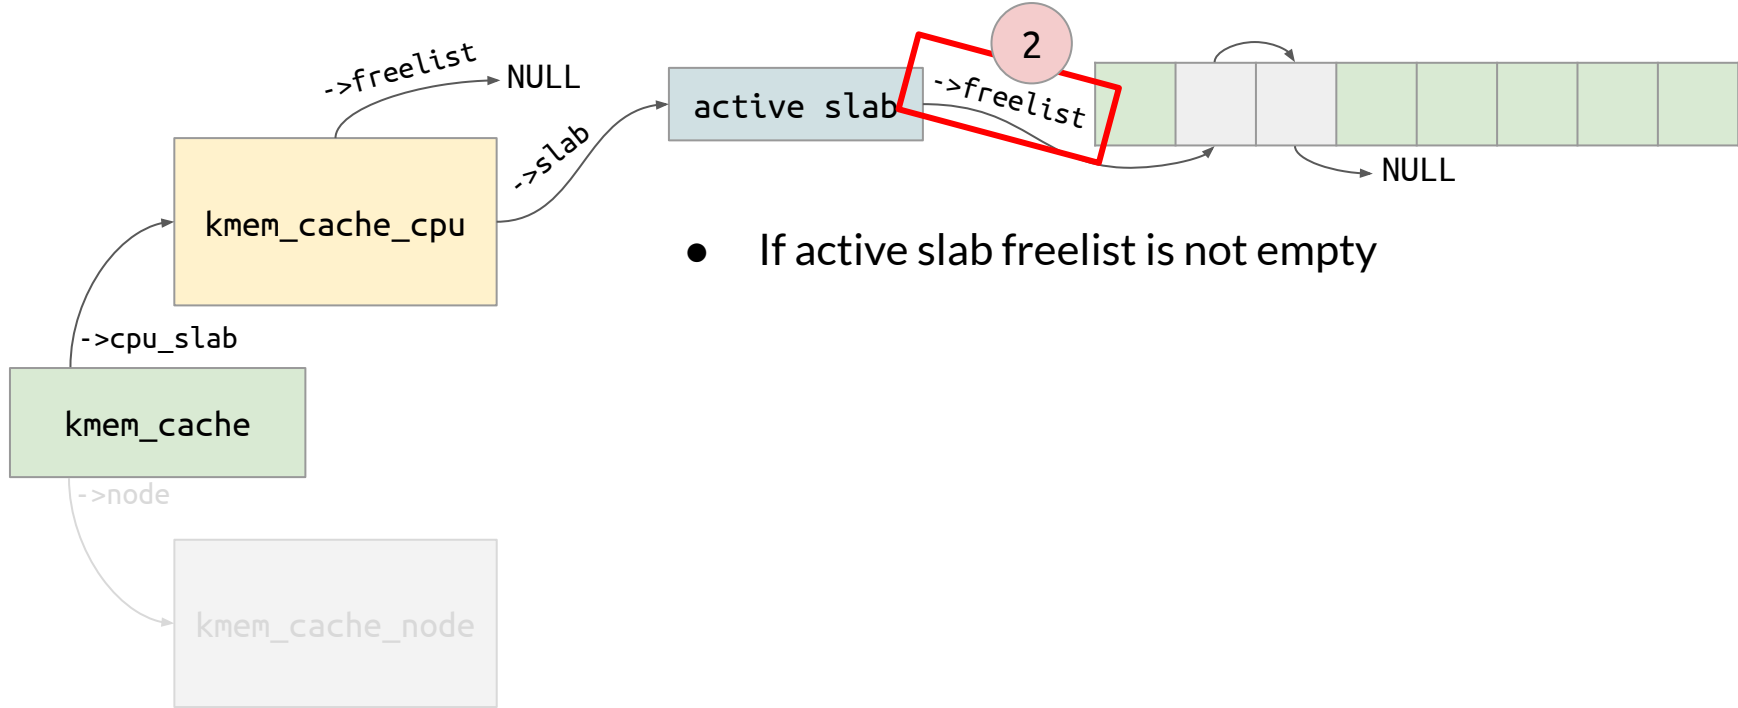 ->freelist
NULL
->slab
active slab
->freelist
2
NULL
kmem_cache_cpu
● If active slab freelist is not empty
->cpu_slab
kmem_cache
->node
kmem_cache_node